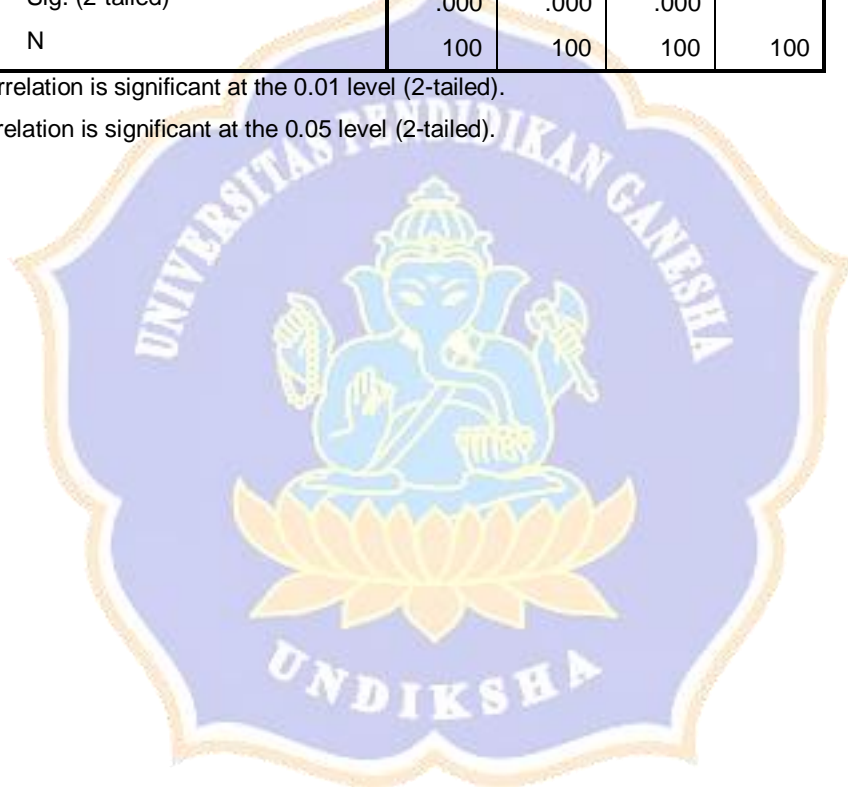 Sig. (2-tailed) .000 .000 .000
N 100 100 100 100
rrelation is significant at the 0.01 level (2-tailed).
relation is significant at the 0.05 level (2-tailed).
UNIVERSITAS PENDIDIKAN GANESHA
UNDIKSHA